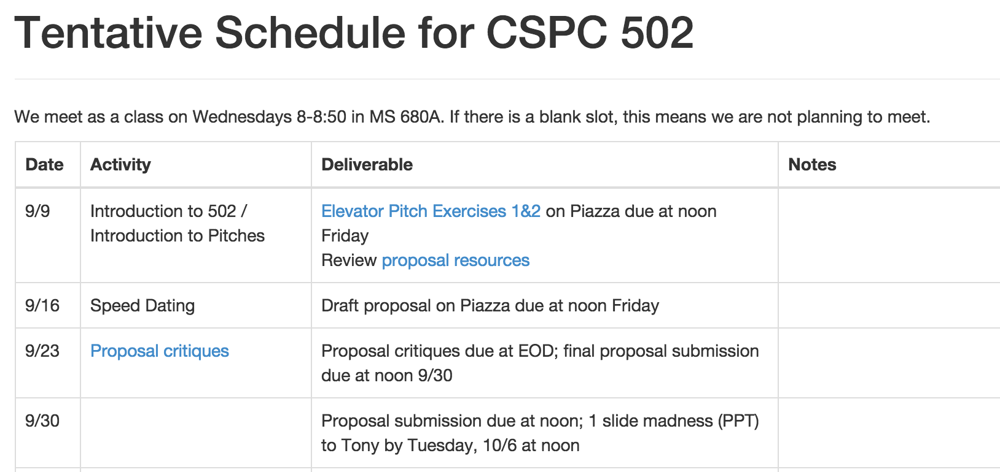 Tentative Schedule for CSPC 502
We meet as a class on Wednesdays 8-8:50 in MS 680A. If there is a blank slot, this means we are not planning to meet.
Date Activity Deliverable Notes
9/9 Introduction to 502 / Elevator Pitch Exercises 1&2 on Piazza due at noon
Introduction to Pitches Friday
Review proposal resources
9/16 Speed Dating Draft proposal on Piazza due at noon Friday
9/23 Proposal critiques Proposal critiques due at EOD; final proposal submission
due at noon 9/30
9/30 Proposal submission due at noon; 1 slide madness (PPT)
to Tony by Tuesday, 10/6 at noon